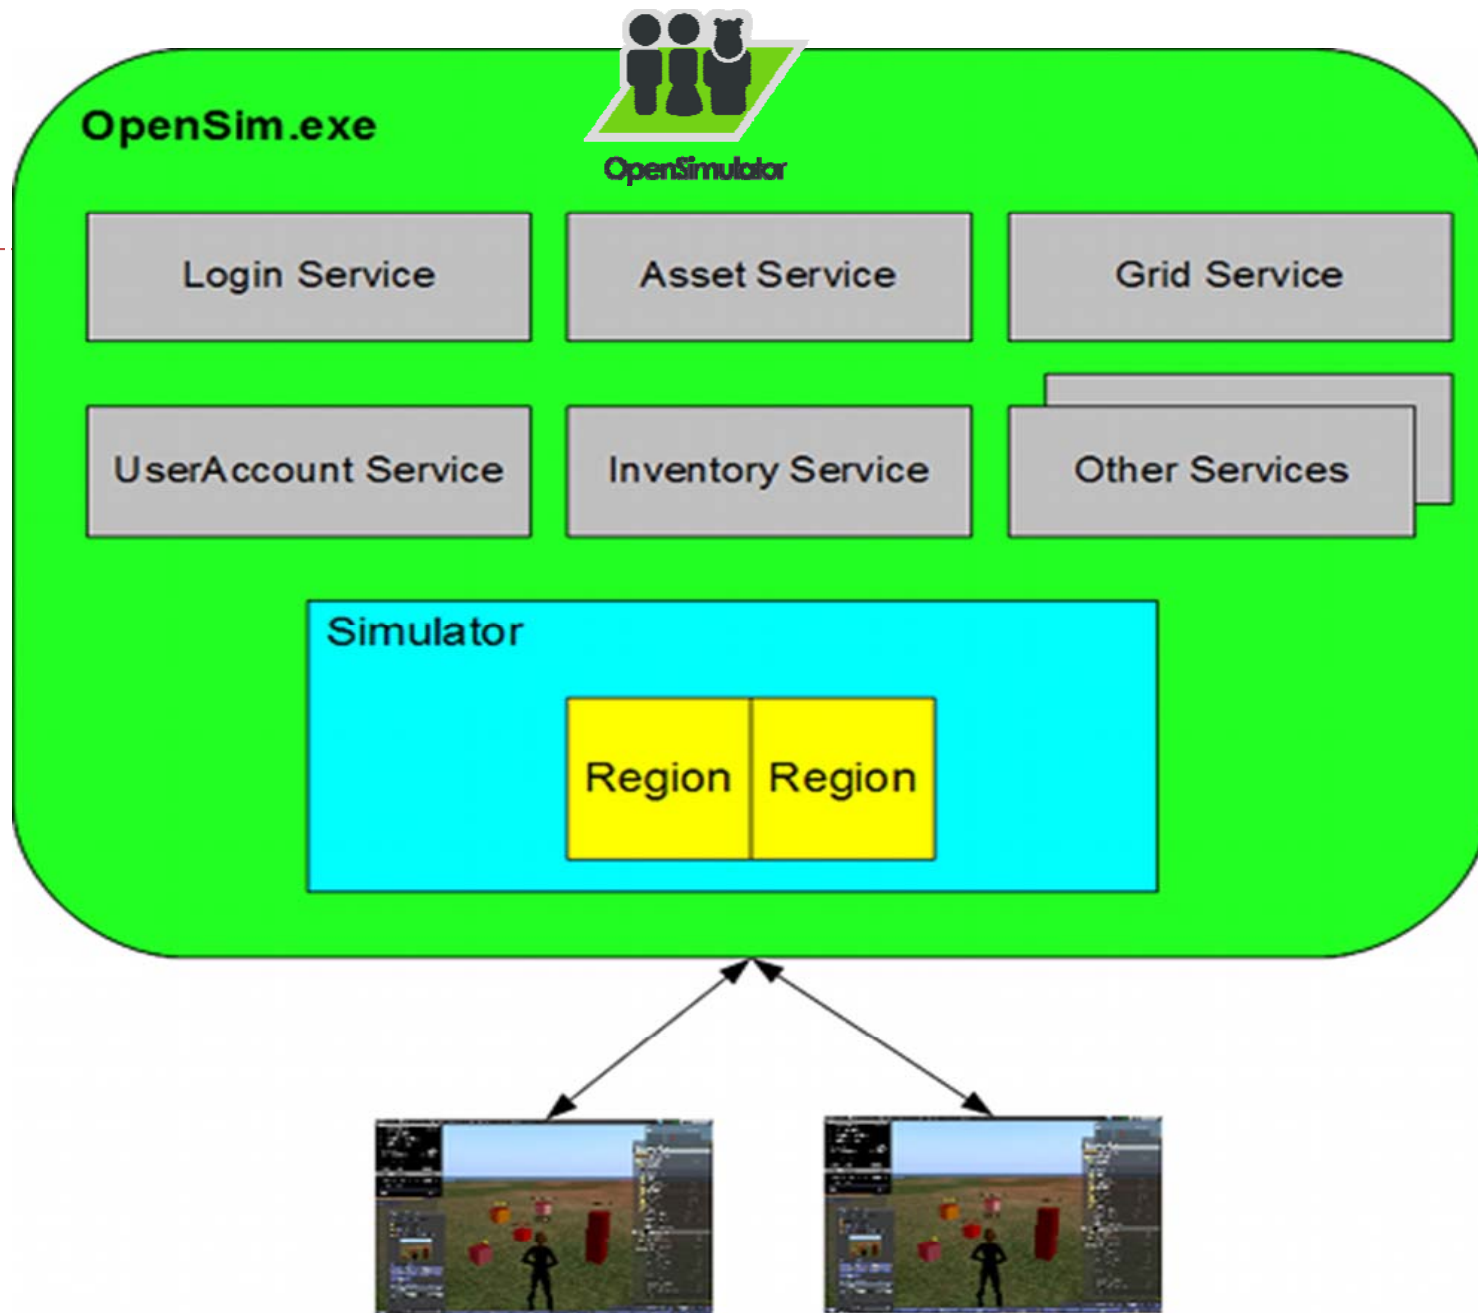 OpenSim.exe
OpenSimulator
Login Service
Asset Service
Grid Service
UserAccount Service
Inventory Service
Other Services
Simulator
Region
Region